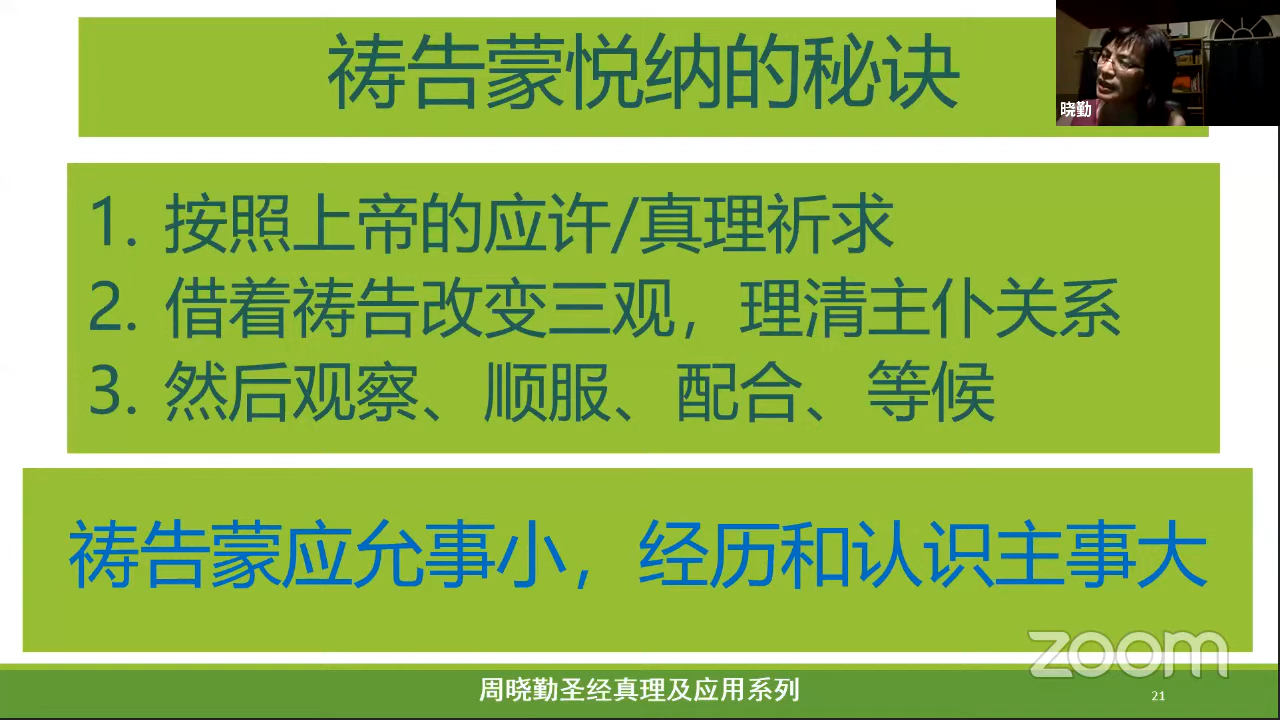 祷告蒙悦纳的秘诀
晓勤
1. 按照上帝的应许/真理祈求
2. 借着祷告改变三观，理清主仆关系
3. 然后观察、顺服、配合、等候
祷告蒙应允事小，经历和认识主事大
zoom
周晓勤圣经真理及应用系列
21